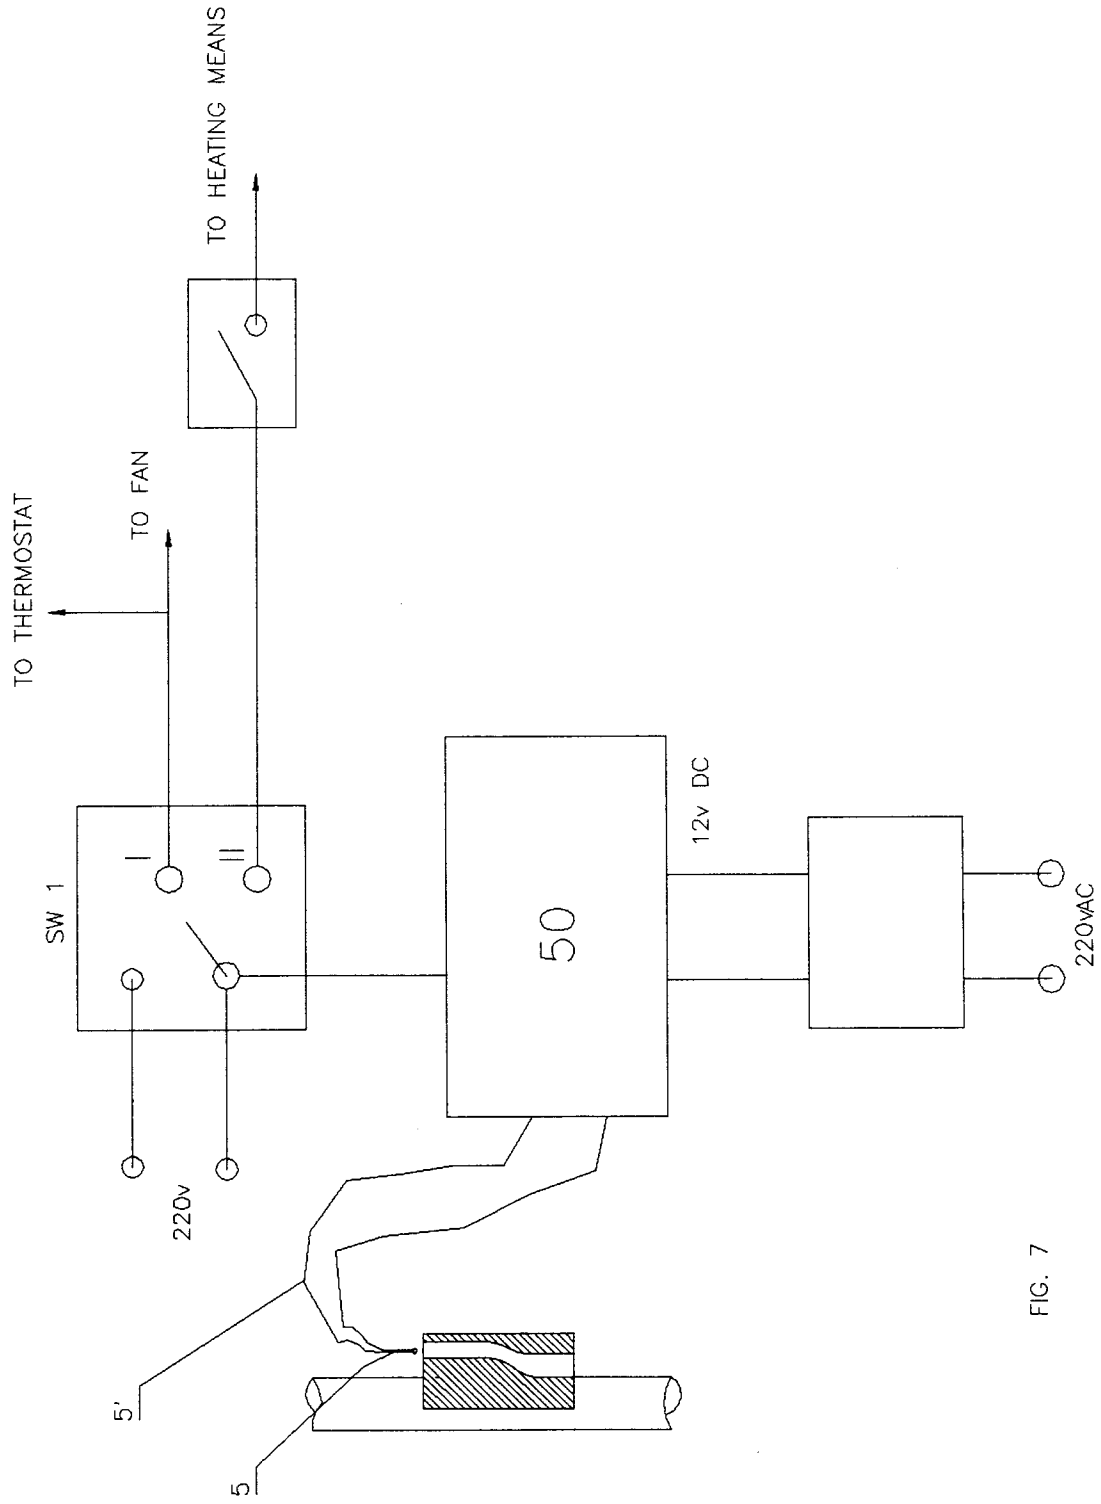 TO THERMOSTAT
TO FAN
TO HEATING MEANS
SW 1
I
II
220v
50
12v DC
220vAC
5'
5
FIG. 7